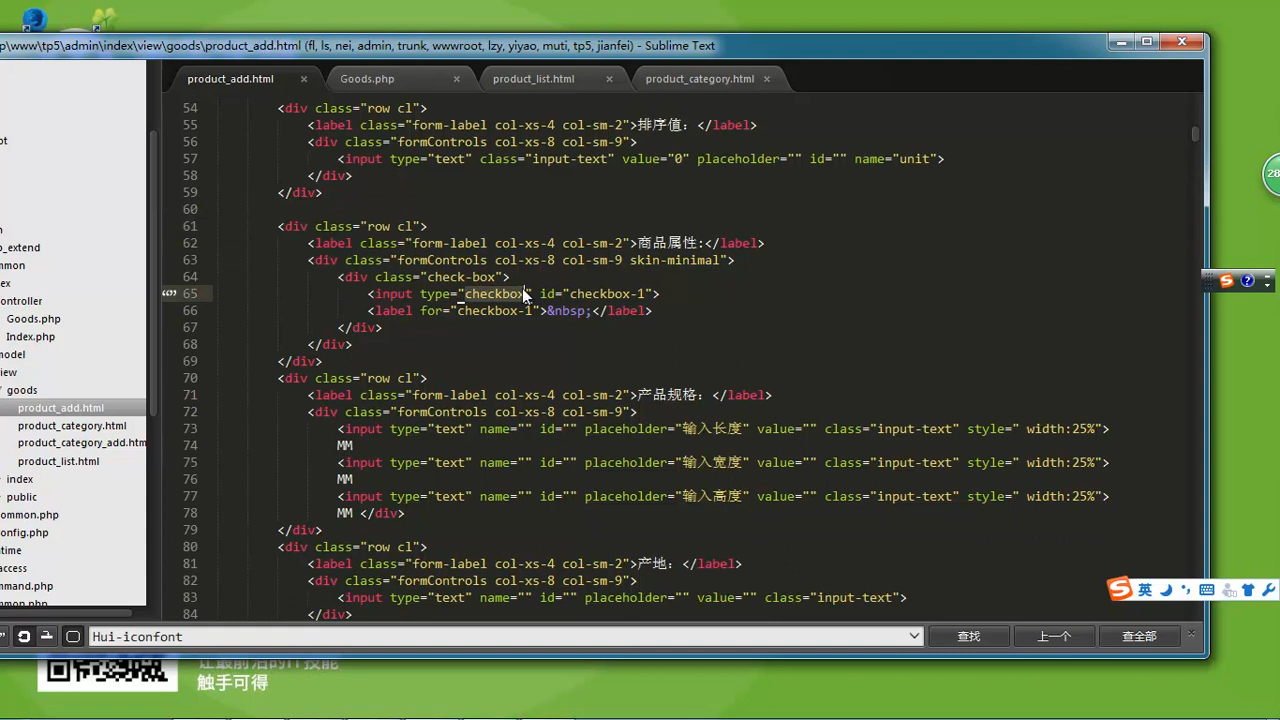 p\www\tp5\admin\index\view\goods\product_add.html (fl, ls, nei, admin, trunk, wwwroot, lzy, yiyao, muti, tp5, jianfei) - Sublime Text
product_add.html × Goods.php × product_list.html × product_category.html ×
ot
p_extend
mon
ex
ontroller
Goods.php
Index.php
model
iew
goods
product_add.html
product_category.html
product_category_add.htm
product_list.html
index
public
ommon.php
onfig.php
ntime
access
mmand.php
mmon.php
54 <div class="row cl">
55 <label class="form-label col-xs-4 col-sm-2">排序值：</label>
56 <div class="formControls col-xs-8 col-sm-9">
57 <input type="text" class="input-text" value="0" placeholder="" id="" name="unit">
58 </div>
59 </div>
60
61 <div class="row cl">
62 <label class="form-label col-xs-4 col-sm-2">商品属性:</label>
63 <div class="formControls col-xs-8 col-sm-9 skin-minimal">
64 <div class="check-box">
65 <input type="checkbox" id="checkbox-1">
66 <label for="checkbox-1">&nbsp;</label>
67 </div>
68 </div>
69 </div>
70 <div class="row cl">
71 <label class="form-label col-xs-4 col-sm-2">产品规格：</label>
72 <div class="formControls col-xs-8 col-sm-9">
73 <input type="text" name="" id="" placeholder="输入长度" value="" class="input-text" style=" width:25%">
74 MM
75 <input type="text" name="" id="" placeholder="输入宽度" value="" class="input-text" style=" width:25%">
76 MM
77 <input type="text" name="" id="" placeholder="输入高度" value="" class="input-text" style=" width:25%">
78 MM </div>
79 </div>
80 <div class="row cl">
81 <label class="form-label col-xs-4 col-sm-2">产地：</label>
82 <div class="formControls col-xs-8 col-sm-9">
83 <input type="text" name="" id="" placeholder="" value="" class="input-text">
84 </div>
28
英
Hui-iconfont 查找 上一个 查全部
触手可得